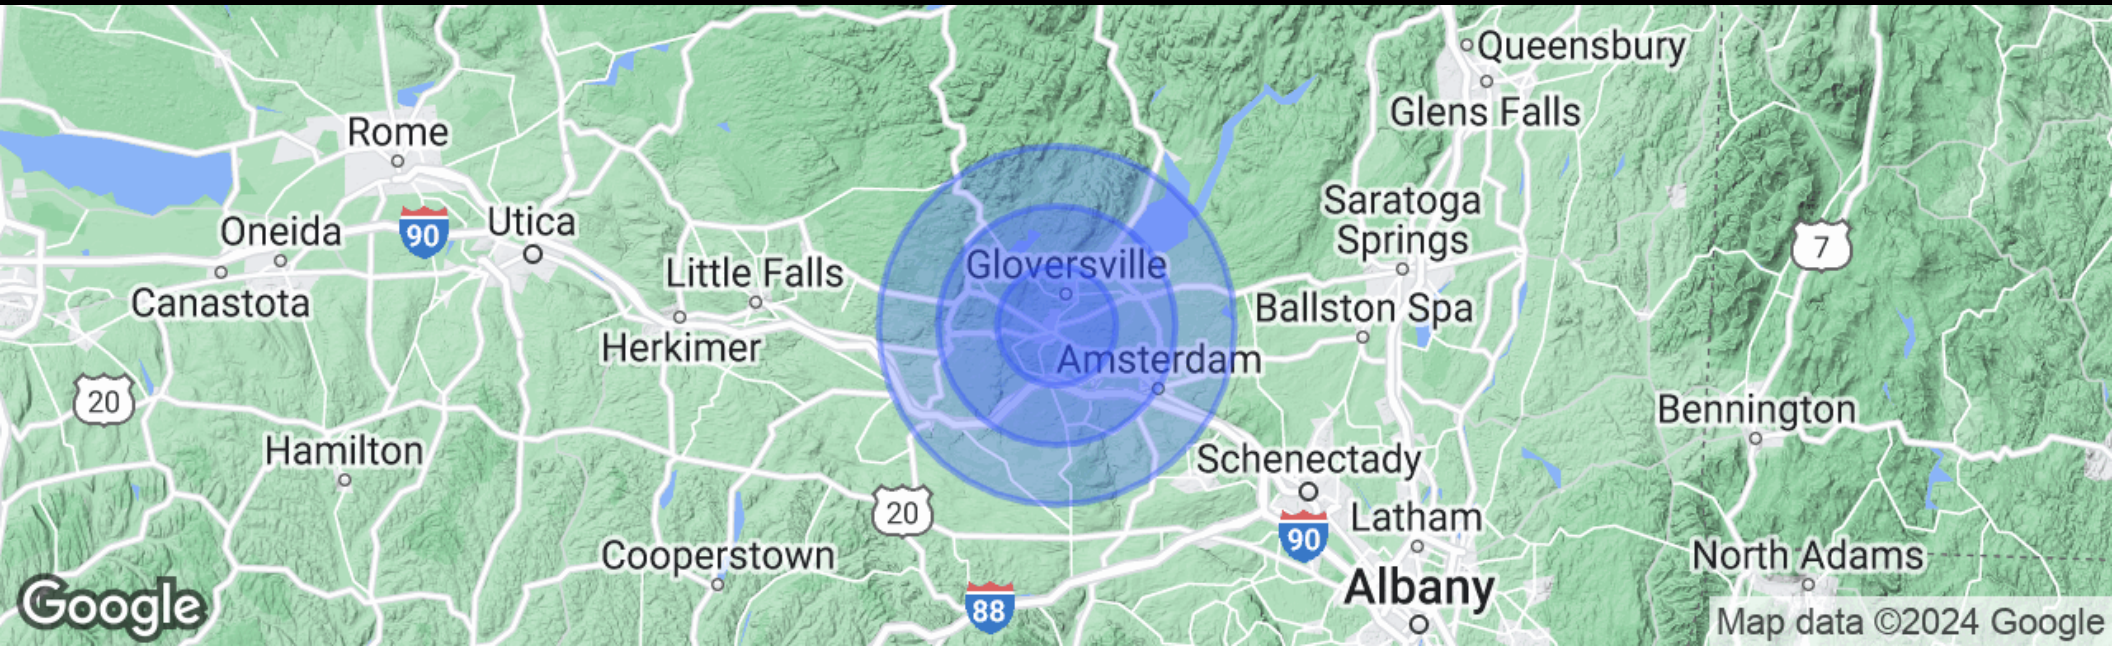 Queensbury
Glens Falls
Rome
Saratoga
Springs
Oneida
90
Utica
7
Gloversville
Little Falls
Canastota
Ballston Spa
Herkimer
Amsterdam
20
Bennington
Hamilton
Schenectady
20
Latham
90
Cooperstown
North Adams
Albany
88
Google
Map data ©2024 Google